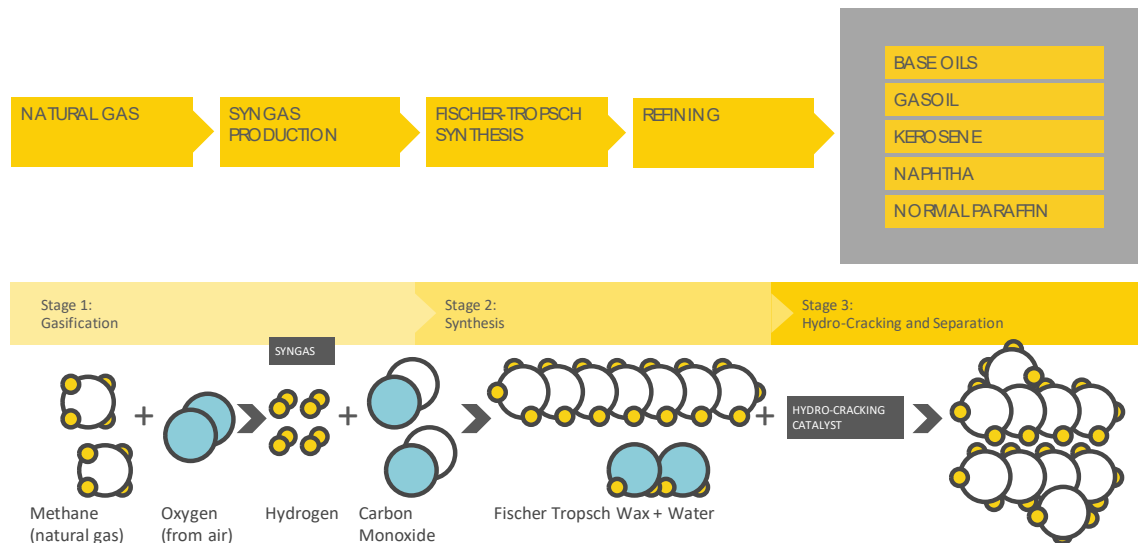 NATURAL GAS
SYNGAS
PRODUCTION
FISCHER-TROPSCH
SYNTHESIS
REFINING
BASE OILS
GASOIL
KEROSENE
NAPHTHA
NORMAL PARAFFIN
Stage 1:
Gasification
Stage 2:
Synthesis
Stage 3:
Hydro-Cracking and Separation
SYNGAS
+
+
+
HYDRO-CRACKING
CATALYST
Methane
(natural gas)
Oxygen
(from air)
Hydrogen
Carbon
Monoxide
Fischer Tropsch Wax + Water